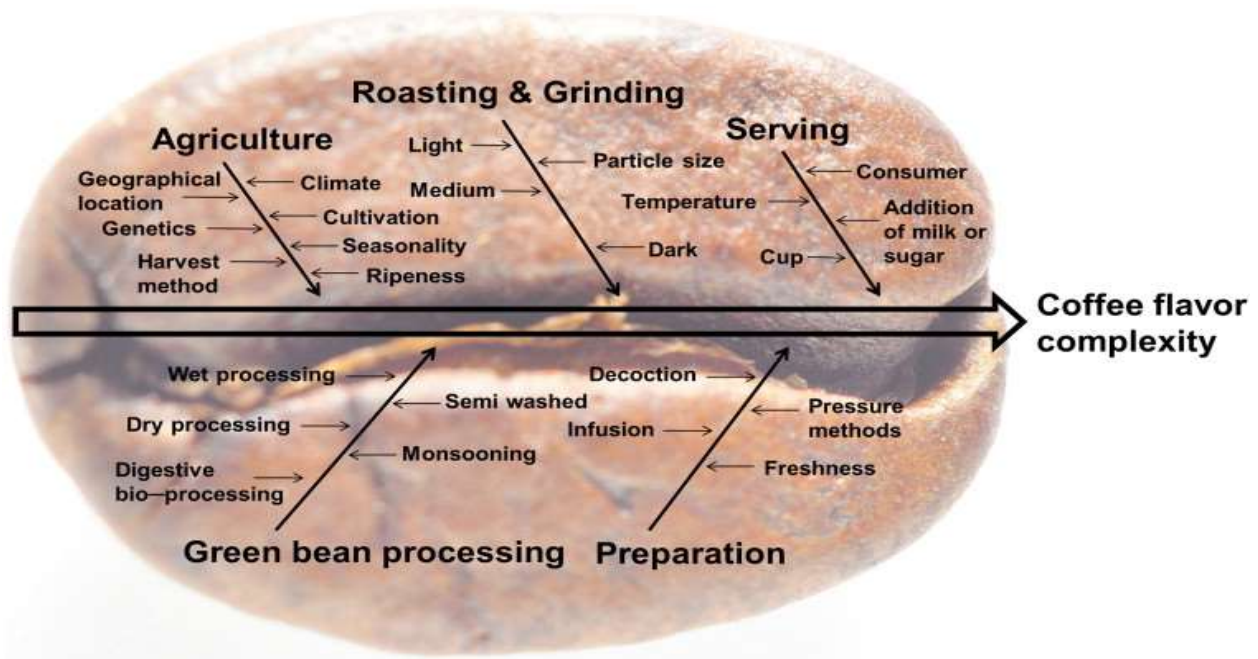 Roasting & Grinding
Agriculture
Serving
Light
Particle size
Consumer
Geographical
location
Climate
Medium
Temperature
Addition
of milk or
sugar
Genetics
Cultivation
Seasonality
Dark
Cup
Harvest
method
Ripeness
Coffee flavor
complexity
Wet processing
Decoction
Semi washed
Pressure
methods
Dry processing
Infusion
Monsooning
Freshness
Digestive
bio–processing
Green bean processing
Preparation